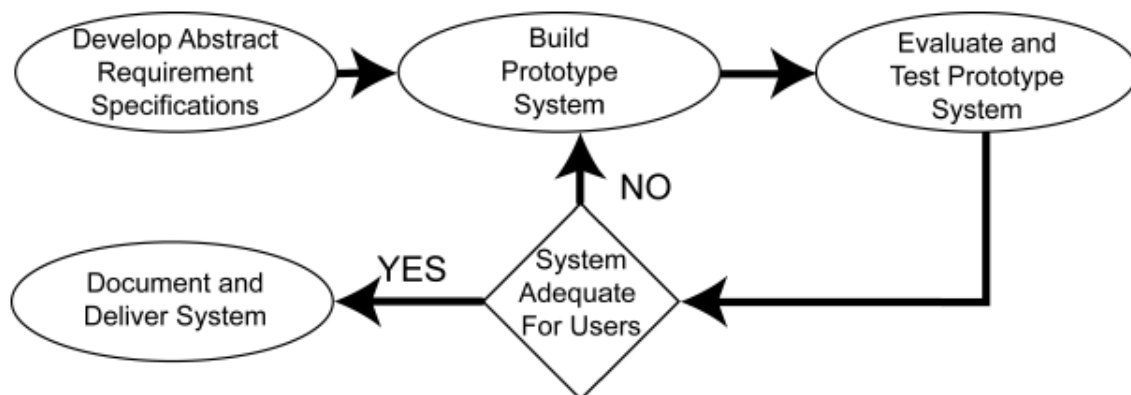 Develop Abstract
Requirement
Specifications
Build
Prototype
System
Evaluate and
Test Prototype
System
NO
System
Adequate
For Users
YES
Document and
Deliver System